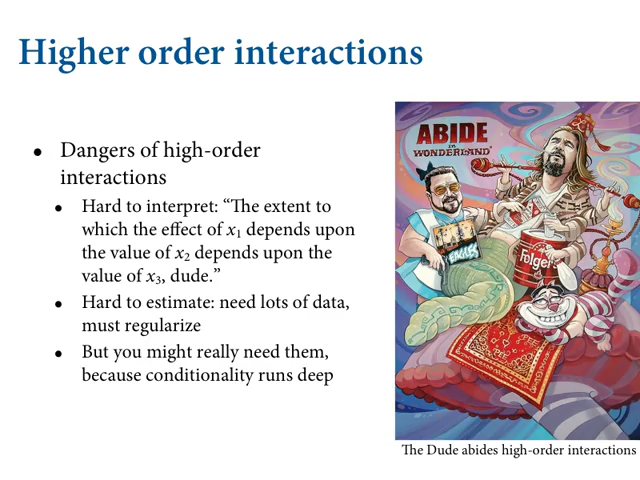 Higher order interactions
• Dangers of high-order
interactions
• Hard to interpret: “The extent to
which the effect of x₁ depends upon
the value of x₂ depends upon the
value of x₃, dude.”
• Hard to estimate: need lots of data,
must regularize
• But you might really need them,
because conditionality runs deep
ABIDE
in
WONDERLAND
EAGLES
Folger
The Dude abides high-order interactions